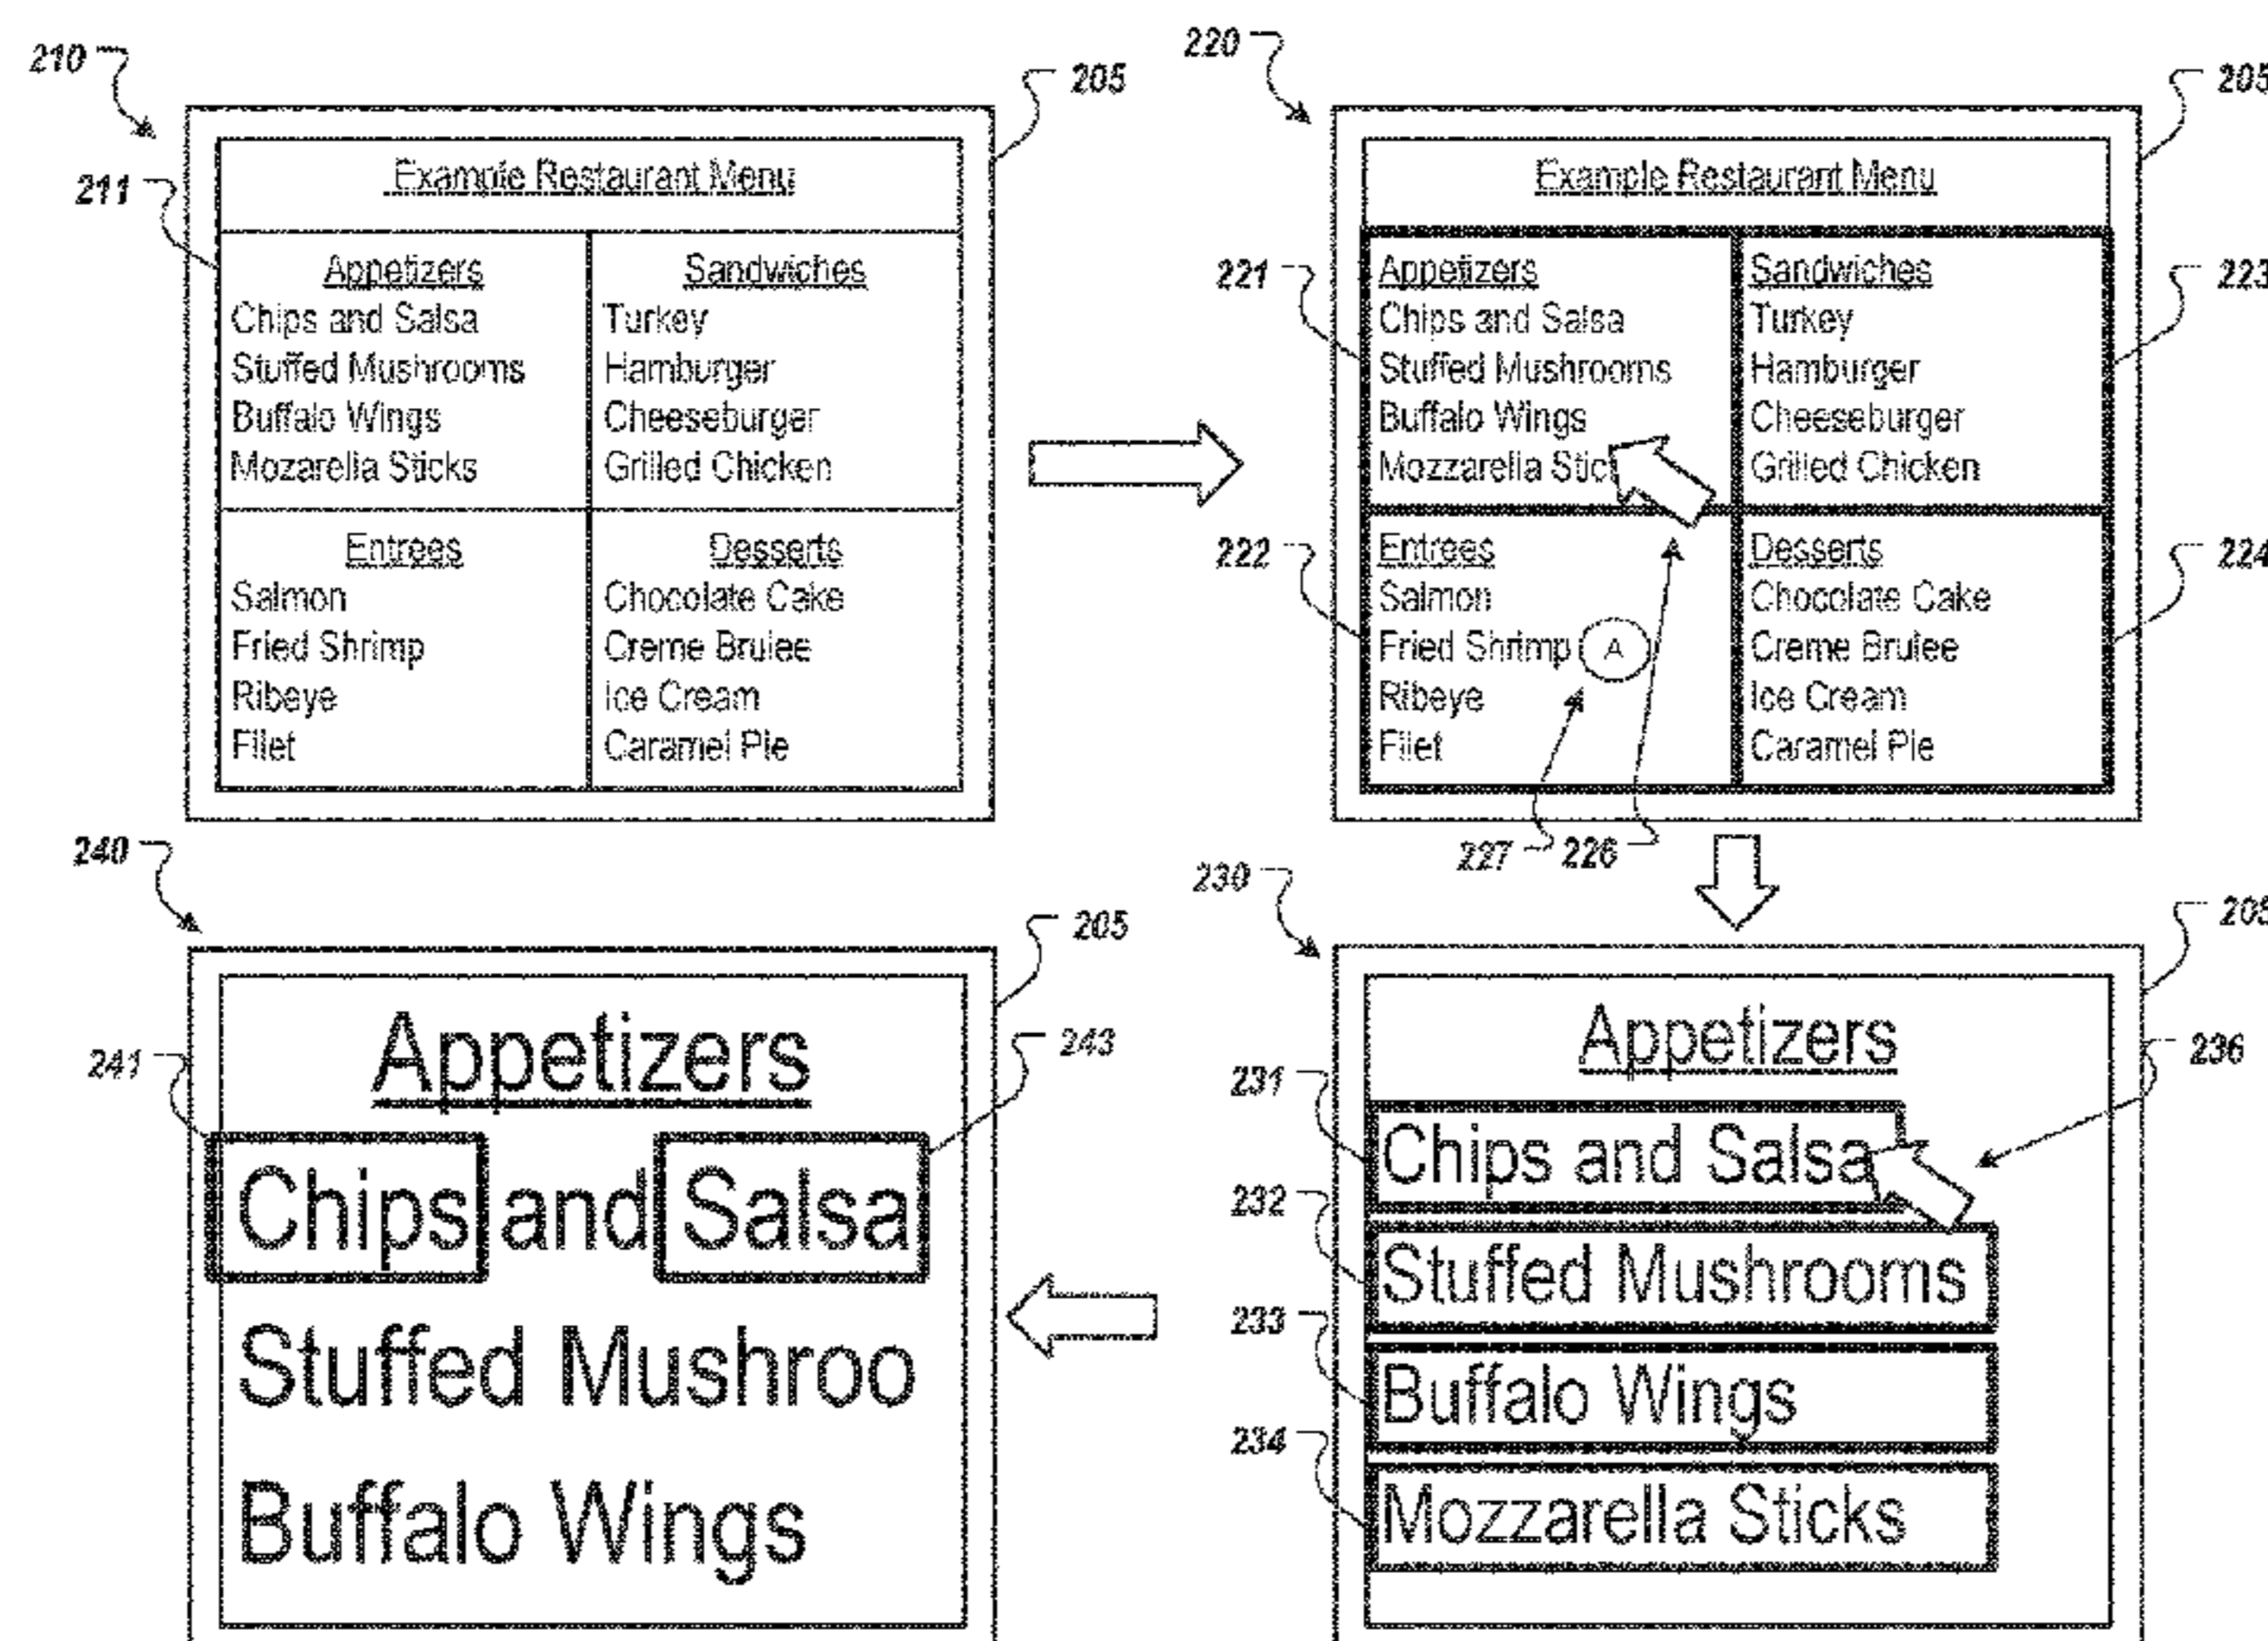 210
205
211
Example Restaurant Menu
Appetizers
Chips and Salsa
Stuffed Mushrooms
Buffalo Wings
Mozarella Sticks
Sandwiches
Turkey
Hamburger
Cheeseburger
Grilled Chicken
Entrees
Salmon
Fried Shrimp
Ribeye
Filet
Desserts
Chocolate Cake
Creme Brulee
Ice Cream
Caramel Pie
220
205
Example Restaurant Menu
221
Appetizers
Chips and Salsa
Stuffed Mushrooms
Buffalo Wings
Mozzarella Stic
223
Sandwiches
Turkey
Hamburger
Cheeseburger
Grilled Chicken
222
Entrees
Salmon
Fried Shrimp A
Ribeye
Filet
224
Desserts
Chocolate Cake
Creme Brulee
Ice Cream
Caramel Pie
227 226
230
205
236
Appetizers
231
Chips and Salsa
232
Stuffed Mushrooms
233
Buffalo Wings
234
Mozzarella Sticks
240
205
Appetizers
241
243
Chips and Salsa
Stuffed Mushroo
Buffalo Wings